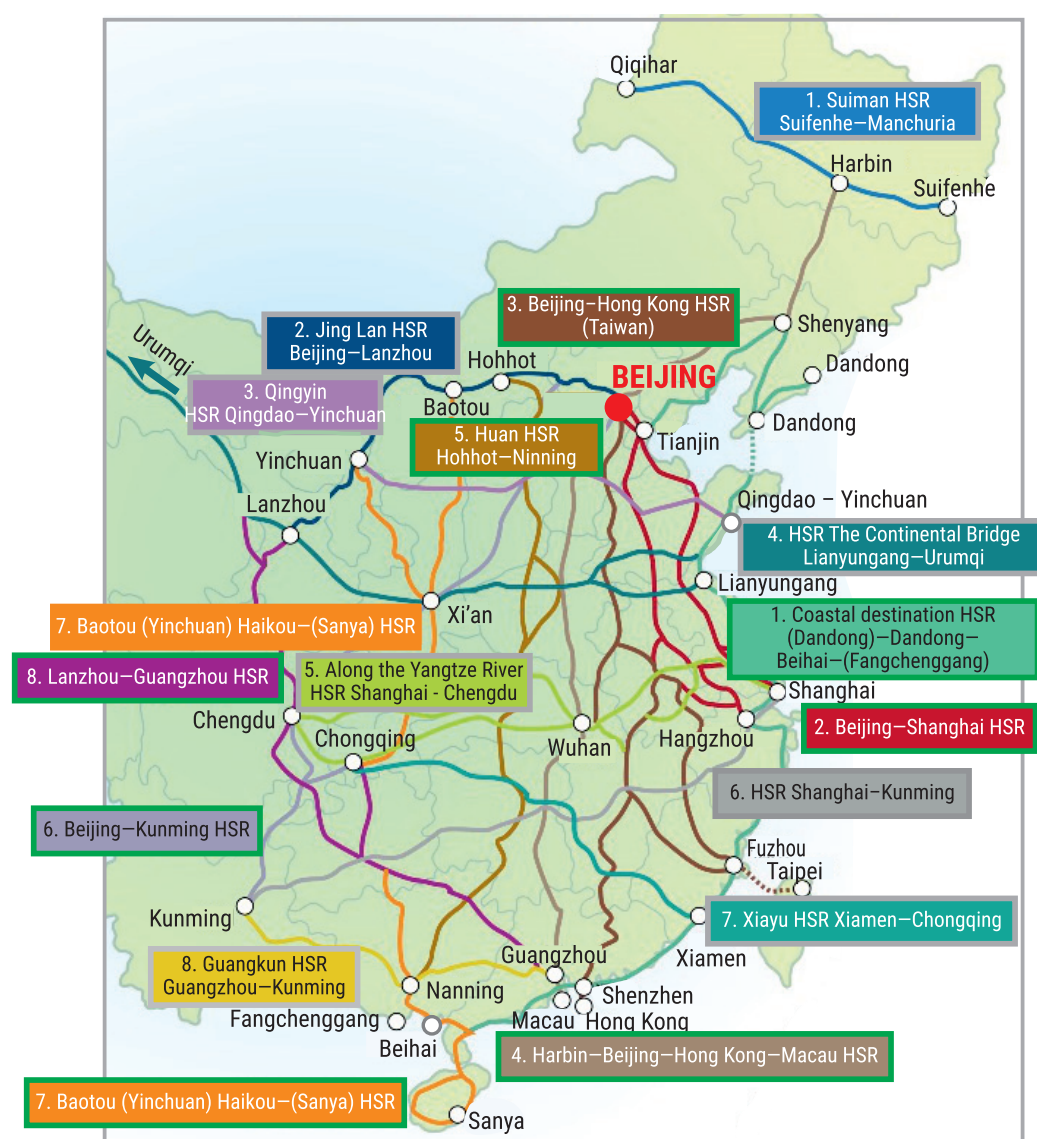 Qiqihar
1. Suiman HSR
Suifenhe—Manchuria
Harbin
Suifenhe
3. Beijing–Hong Kong HSR
(Taiwan)
Shenyang
Urumqi
2. Jing Lan HSR
Beijing—Lanzhou
Hohhot
BEIJING
Dandong
3. Qingyin
HSR Qingdao—Yinchuan
Baotou
5. Huan HSR
Hohhot—Ninning
Tianjin
Dandong
Yinchuan
Lanzhou
Qingdao – Yinchuan
4. HSR The Continental Bridge
Lianyungang—Urumqi
Lianyungang
Xi'an
7. Baotou (Yinchuan) Haikou—(Sanya) HSR
1. Coastal destination HSR
(Dandong)—Dandong—
Beihai—(Fangchenggang)
8. Lanzhou—Guangzhou HSR
5. Along the Yangtze River
HSR Shanghai - Chengdu
Shanghai
Chengdu
Chongqing
Wuhan
Hangzhou
2. Beijing—Shanghai HSR
6. HSR Shanghai–Kunming
6. Beijing—Kunming HSR
Fuzhou
Taipei
Kunming
7. Xiayu HSR Xiamen—Chongqing
Xiamen
8. Guangkun HSR
Guangzhou—Kunming
Guangzhou
Nanning
Shenzhen
Fangchenggang
Macau
Hong Kong
Beihai
4. Harbin—Beijing—Hong Kong—Macau HSR
7. Baotou (Yinchuan) Haikou—(Sanya) HSR
Sanya